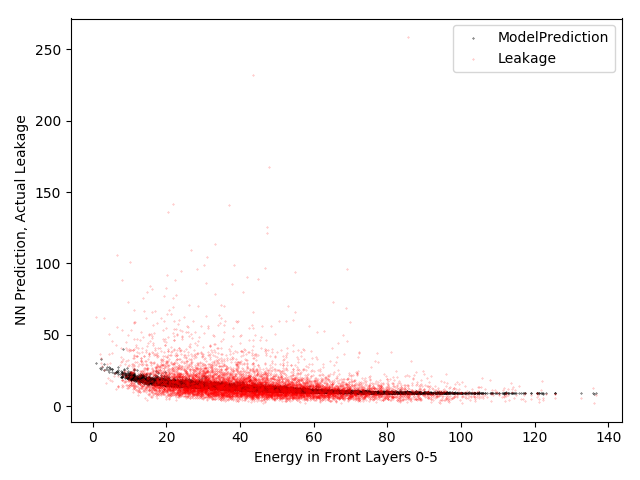 ModelPrediction
Leakage
NN Prediction, Actual Leakage
250
200
150
100
50
0
0 20 40 60 80 100 120 140
Energy in Front Layers 0-5